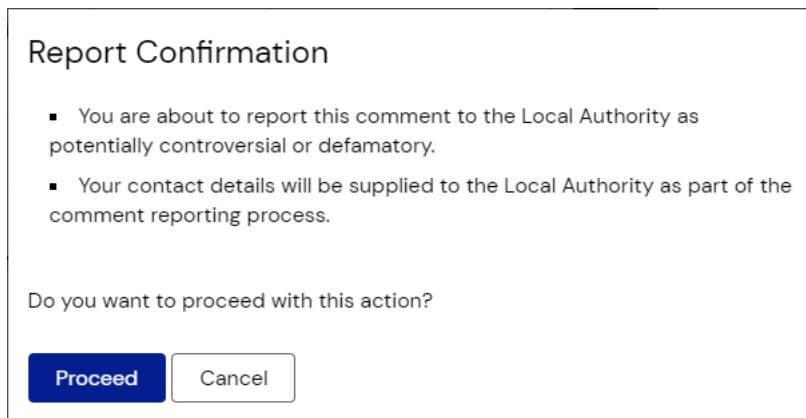 Report Confirmation
▪ You are about to report this comment to the Local Authority as
potentially controversial or defamatory.
▪ Your contact details will be supplied to the Local Authority as part of the
comment reporting process.
Do you want to proceed with this action?
Proceed Cancel